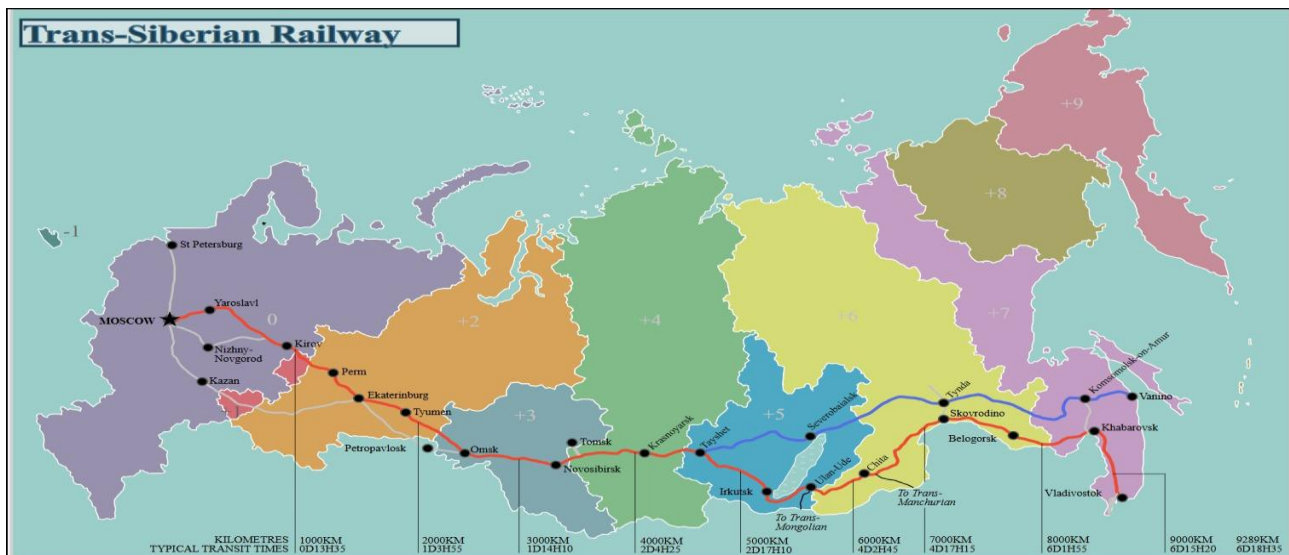 Trans-Siberian Railway
+9
+8
-1
St Petersburg
Yaroslavl
MOSCOW
0
+2
+4
+6
+7
Nizhny-
Novgorod
Kirov
Kazan
Perm
Ekaterinburg
Tyumen
+1
+3
+5
Petropavlosk
Omsk
Tomsk
Novosibirsk
Krasnoyarsk
Tayshet
Severobaialsk
Irkutsk
Ulan-Ude
Chita
Tynda
Skovrodino
Belogorsk
Komsomolsk-on-Amur
Vanino
Khabarovsk
Vladivostok
To Trans-
Mongolian
To Trans-
Manchurian
KILOMETRES
TYPICAL TRANSIT TIMES
1000KM
0D13H35
2000KM
1D3H55
3000KM
1D14H10
4000KM
2D4H25
5000KM
2D17H10
6000KM
4D2H45
7000KM
4D17H15
8000KM
6D1H55
9000KM
6D15H20
9289KM
6D18H35